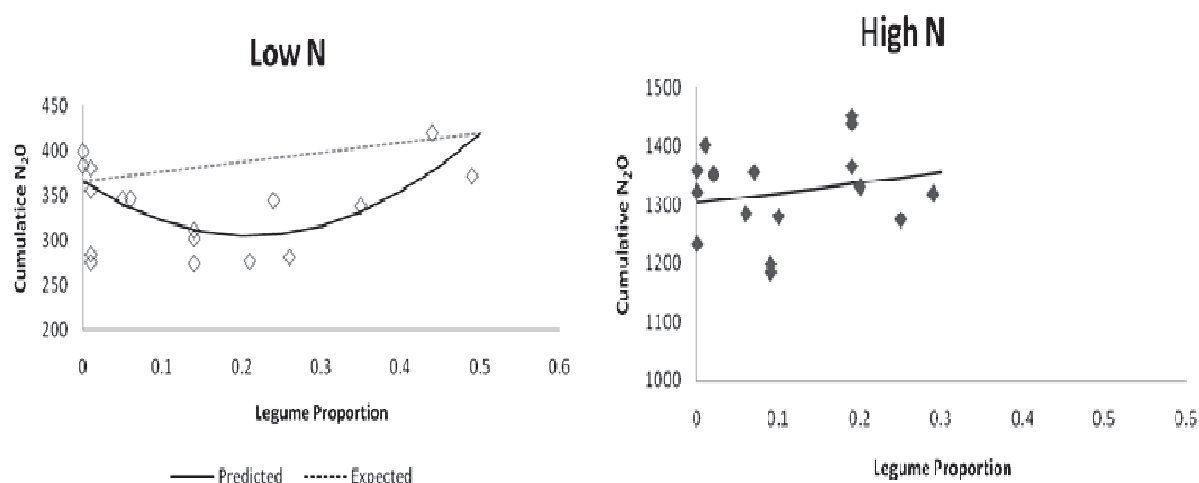 Low N
450
400
350
300
250
200
Cumulatice N₂O
0 0.1 0.2 0.3 0.4 0.5 0.6
Legume Proportion
Predicted Expected
High N
1500
1400
1300
1200
1100
1000
Cumulative N₂O
0 0.1 0.2 0.3 0.4 0.5 0.6
Legume Proportion